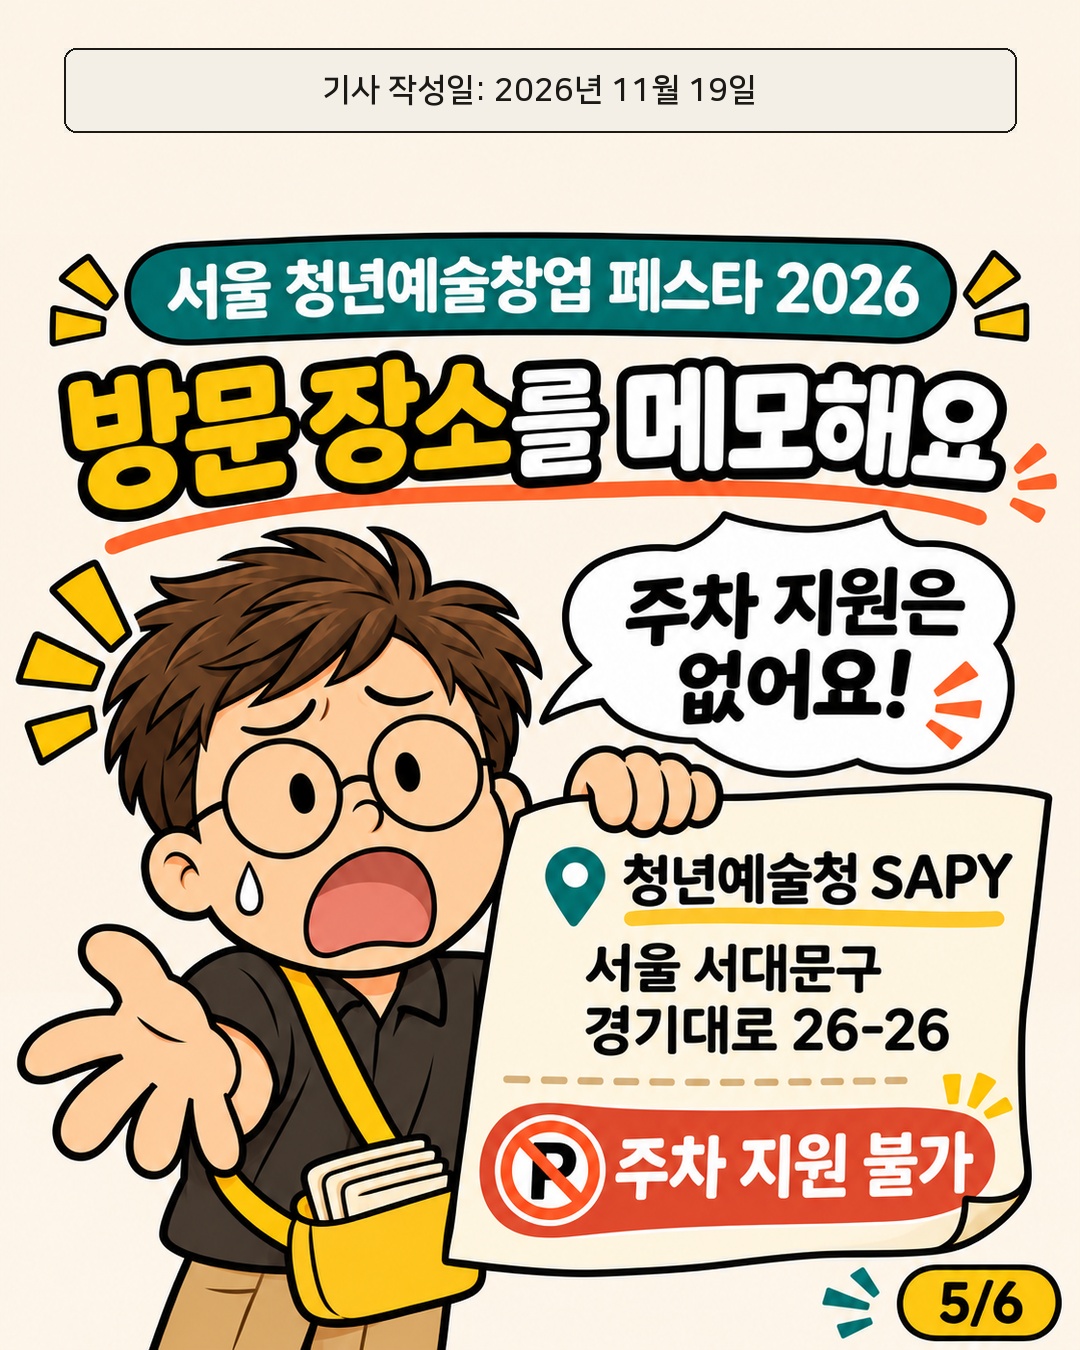 기사 작성일: 2026년 11월 19일
서울 청년예술창업 페스타 2026
방문 장소를 메모해요
주차 지원은
없어요!
청년예술청 SAPY
서울 서대문구
경기대로 26-26
P 주차 지원 불가
5/6